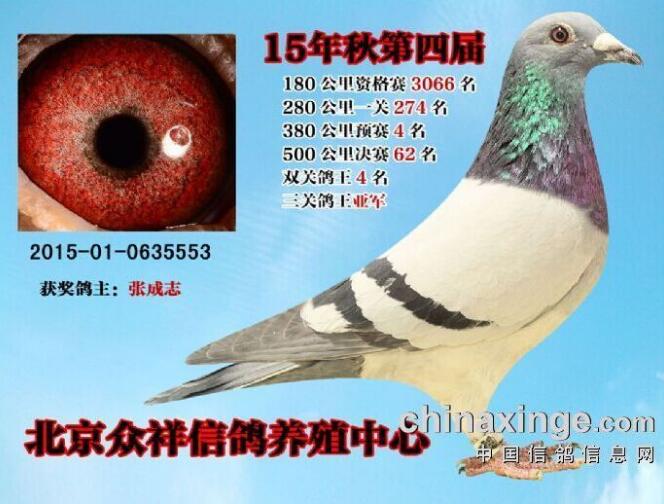 15年秋第四届
180公里资格赛 3066名
280公里一关 274名
380公里预赛 4名
500公里决赛 62名
双关鸽王 4名
三关鸽王亚军
2015-01-0635553
获奖鸽主：张成志
北京众祥信鸽养殖中心
chinaxinge.com
中国信鸽信息网